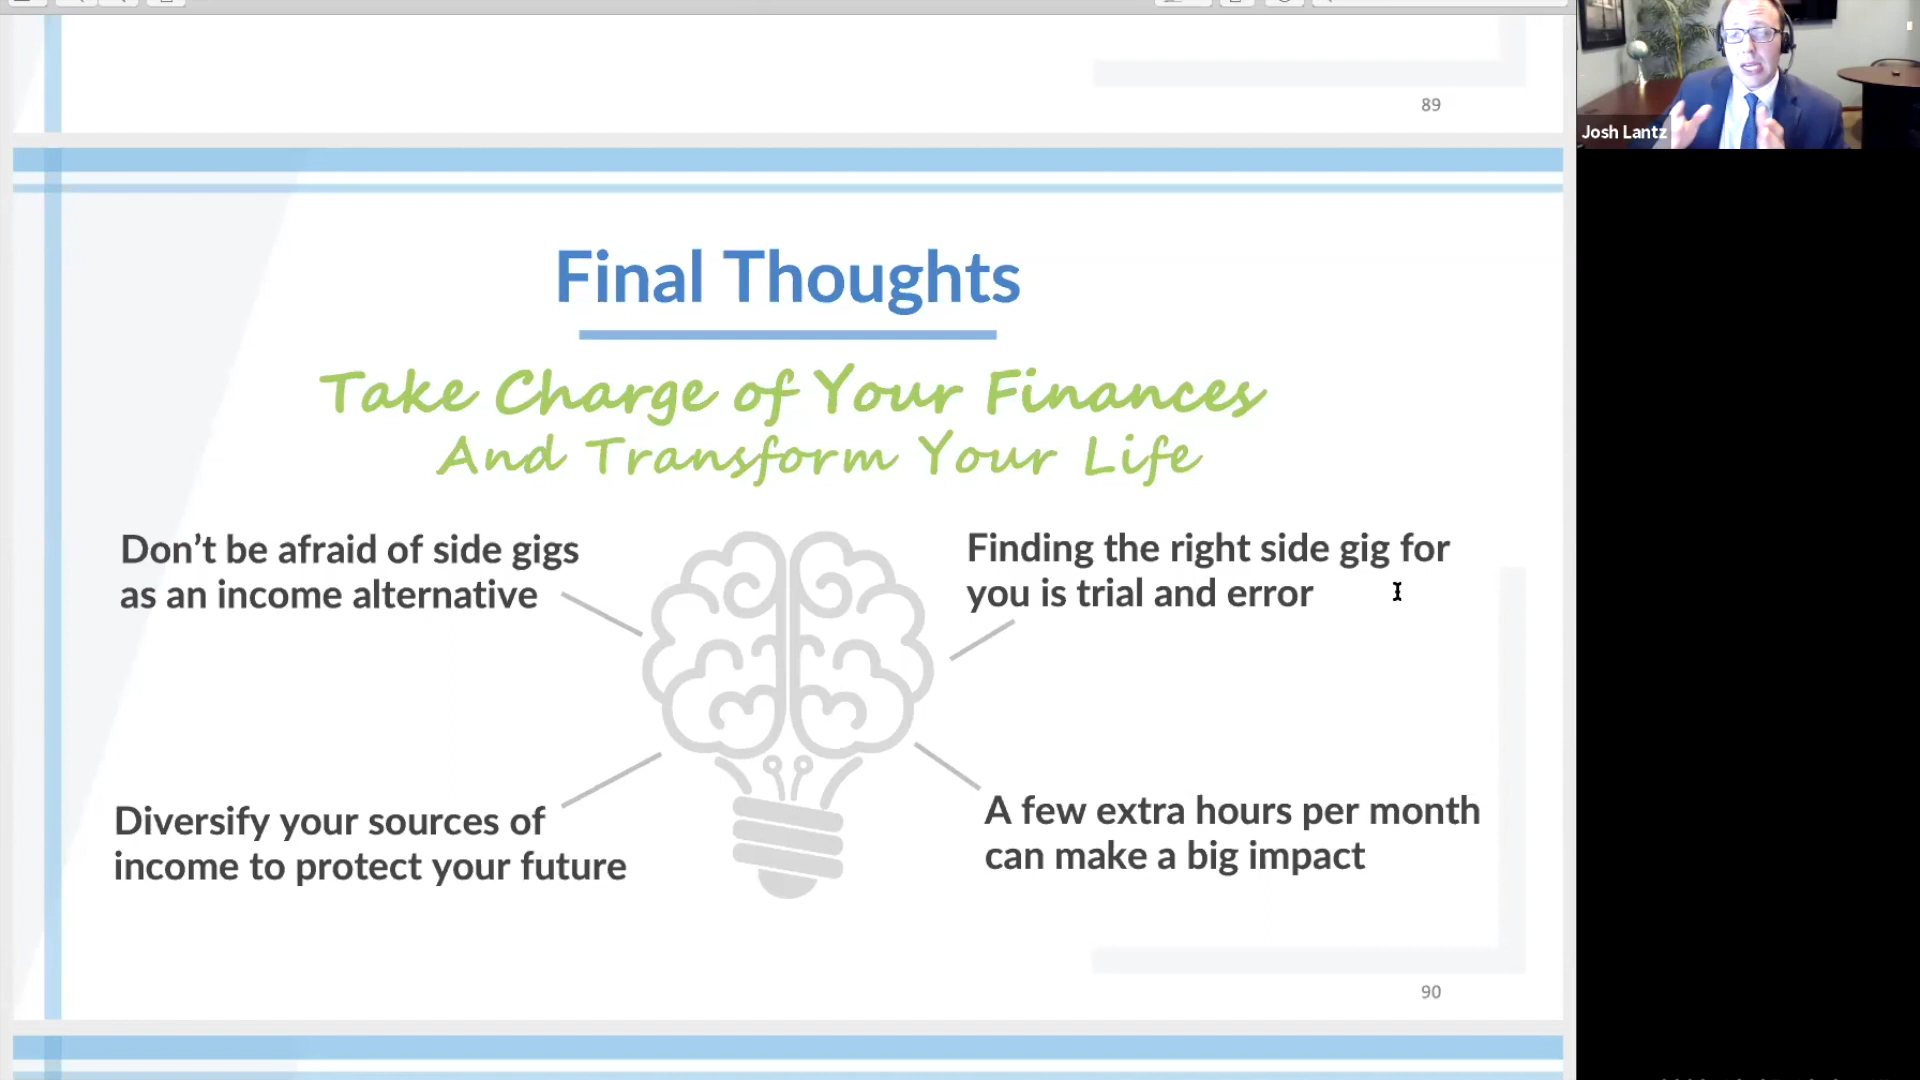 89
Josh Lantz
Final Thoughts
Take Charge of Your Finances
And Transform Your Life
Don’t be afraid of side gigs
as an income alternative
Finding the right side gig for
you is trial and error
Diversify your sources of
income to protect your future
A few extra hours per month
can make a big impact
90